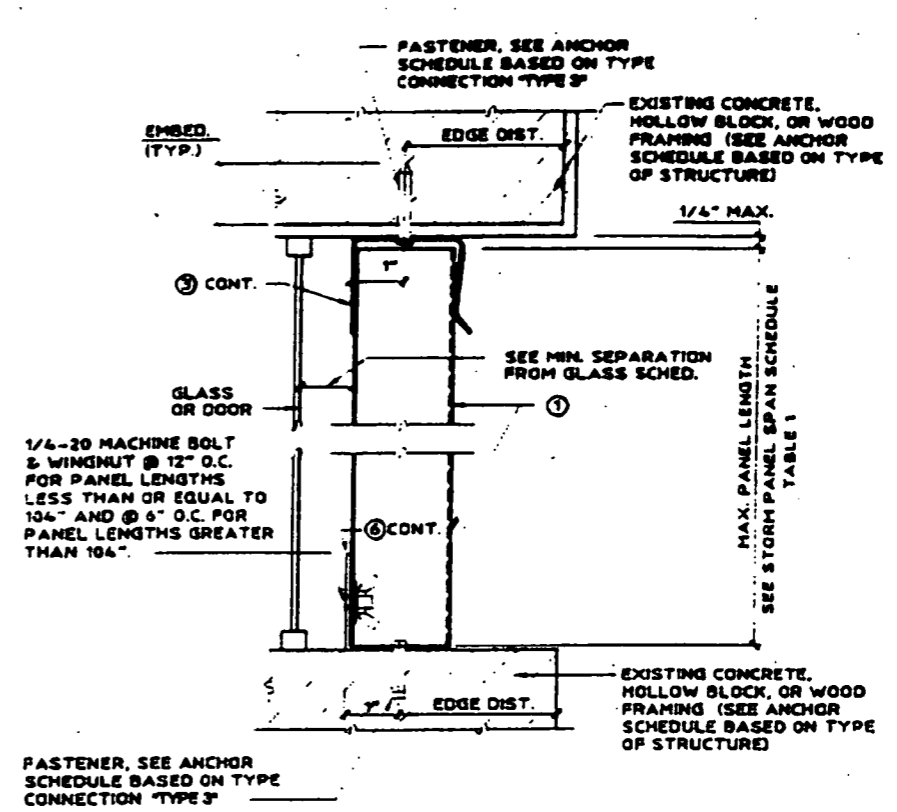 FASTENER, SEE ANCHOR
SCHEDULE BASED ON TYPE
CONNECTION "TYPE 3"
EXISTING CONCRETE,
HOLLOW BLOCK, OR WOOD
FRAMING (SEE ANCHOR
SCHEDULE BASED ON TYPE
OF STRUCTURE)
EMBED.
(TYP.)
EDGE DIST.
1/4" MAX.
1"
3 CONT.
SEE MIN. SEPARATION
FROM GLASS SCHED.
GLASS
OR DOOR
1
1/4-20 MACHINE BOLT
& WINGNUT @ 12" O.C.
FOR PANEL LENGTHS
LESS THAN OR EQUAL TO
104" AND @ 6" O.C. FOR
PANEL LENGTHS GREATER
THAN 104".
6 CONT.
MAX. PANEL LENGTH
SEE STORM PANEL SPAN SCHEDULE
TABLE 1
1"
EDGE DIST.
EXISTING CONCRETE,
HOLLOW BLOCK, OR WOOD
FRAMING (SEE ANCHOR
SCHEDULE BASED ON TYPE
OF STRUCTURE)
FASTENER, SEE ANCHOR
SCHEDULE BASED ON TYPE
CONNECTION "TYPE 3"